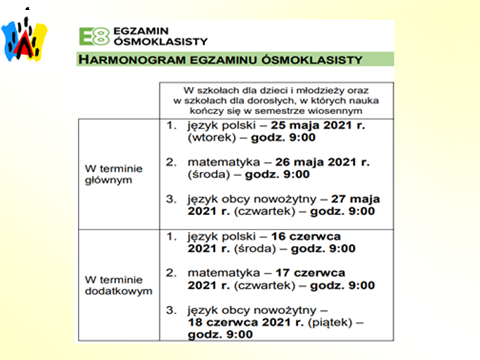 E8 EGZAMIN
ÓSMOKLASISTY
HARMONOGRAM EGZAMINU ÓSMOKLASISTY
W szkołach dla dzieci i młodzieży oraz
w szkołach dla dorosłych, w których nauka
kończy się w semestrze wiosennym
W terminie
głównym
1. język polski – 25 maja 2021 r.
(wtorek) – godz. 9:00
2. matematyka – 26 maja 2021 r.
(środa) – godz. 9:00
3. język obcy nowożytny – 27 maja
2021 r. (czwartek) – godz. 9:00
W terminie
dodatkowym
1. język polski – 16 czerwca
2021 r. (środa) – godz. 9:00
2. matematyka – 17 czerwca
2021 r. (czwartek) – godz. 9:00
3. język obcy nowożytny –
18 czerwca 2021 r. (piątek) –
godz. 9:00